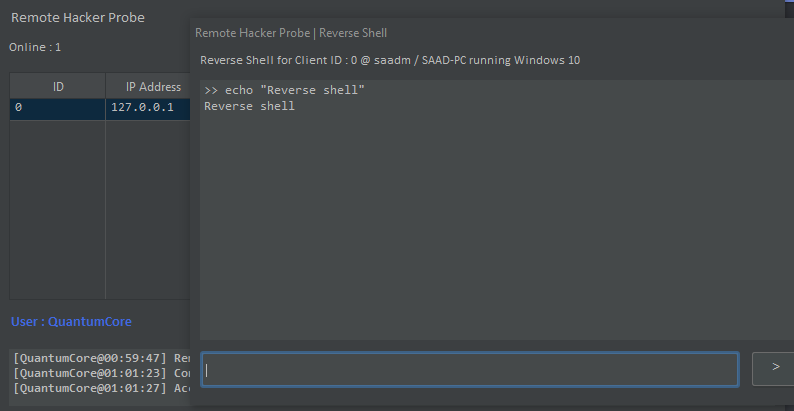 Remote Hacker Probe
Online : 1
ID IP Address
0 127.0.0.1
User : QuantumCore
[QuantumCore@00:59:47] Re
[QuantumCore@01:01:23] Co
[QuantumCore@01:01:27] Ac
Remote Hacker Probe | Reverse Shell
Reverse Shell for Client ID : 0 @ saadm / SAAD-PC running Windows 10
>> echo "Reverse shell"
Reverse shell
>